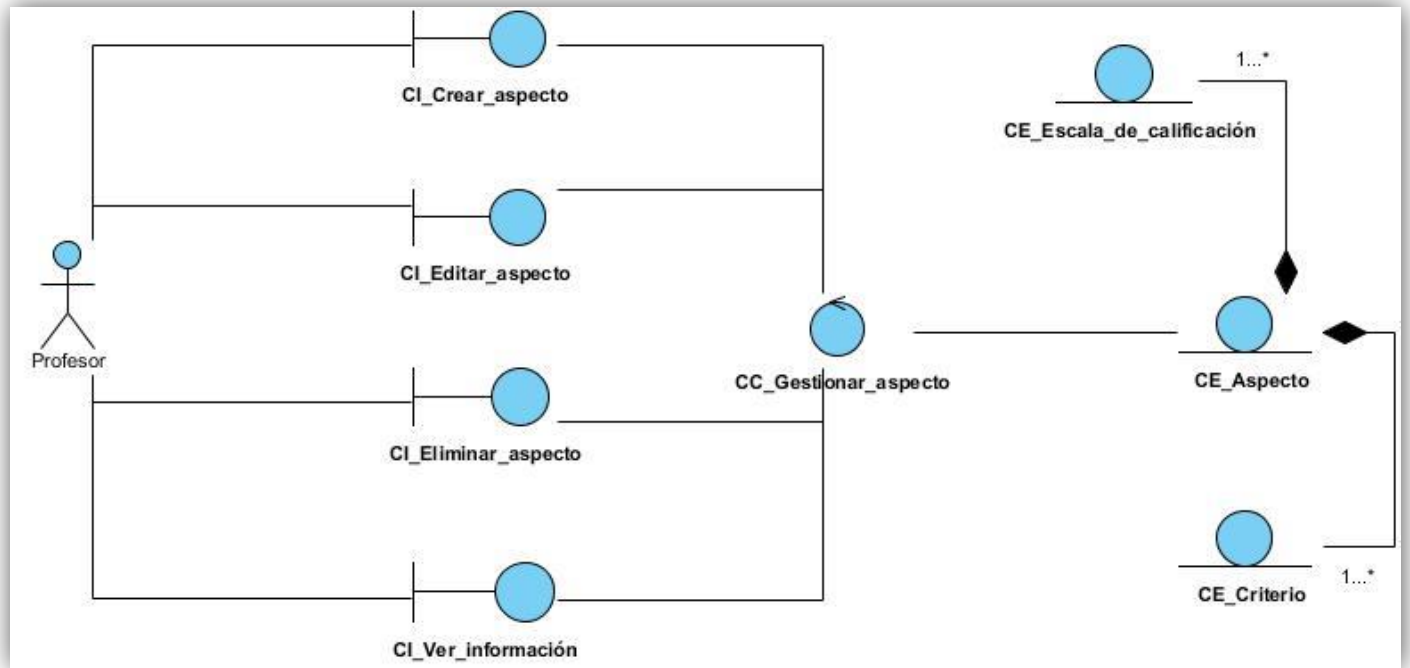 CI_Crear_aspecto
1...*
CE_Escala_de_calificación
CI_Editar_aspecto
Profesor
CC_Gestionar_aspecto
CE_Aspecto
CI_Eliminar_aspecto
1...*
CE_Criterio
CI_Ver_información